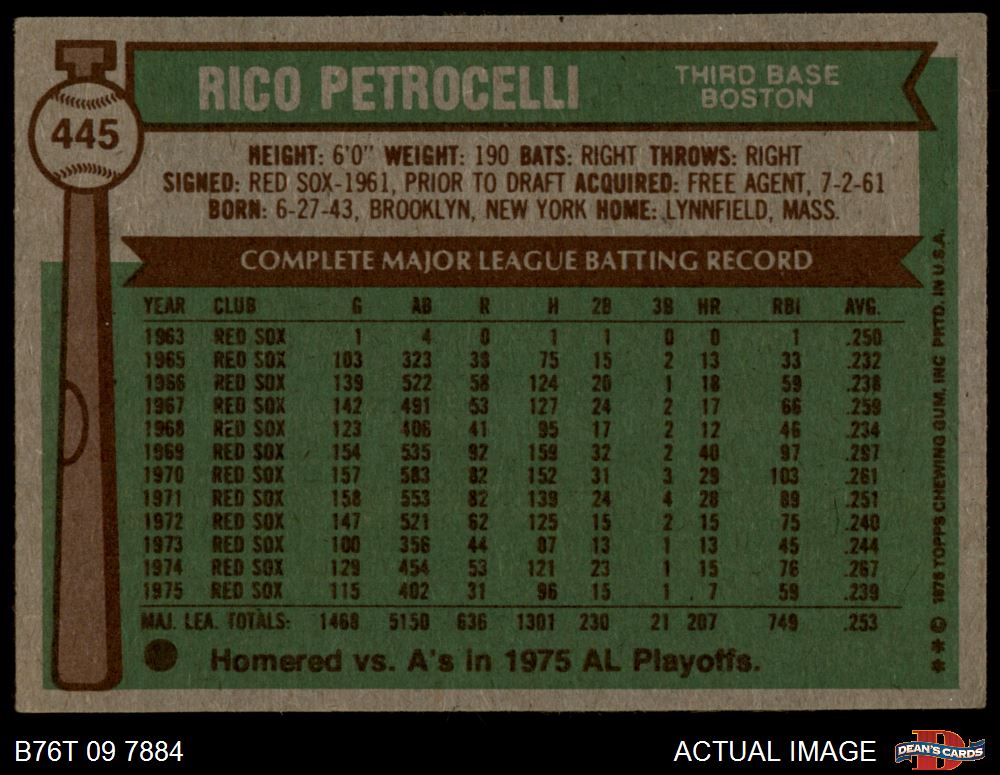 445
RICO PETROCELLI
THIRD BASE
BOSTON
HEIGHT: 6'0" WEIGHT: 190 BATS: RIGHT THROWS: RIGHT
SIGNED: RED SOX-1961, PRIOR TO DRAFT ACQUIRED: FREE AGENT, 7-2-61
BORN: 6-27-43, BROOKLYN, NEW YORK HOME: LYNNFIELD, MASS.
COMPLETE MAJOR LEAGUE BATTING RECORD
YEAR CLUB G AB R H 2B 3B HR RBI AVG.
1963 RED SOX 1 4 0 1 1 0 0 1 .250
1965 RED SOX 103 323 38 75 15 2 13 33 .232
1966 RED SOX 139 522 58 124 20 1 18 59 .238
1967 RED SOX 142 491 53 127 24 2 17 66 .259
1968 RED SOX 123 406 41 95 17 2 12 46 .234
1969 RED SOX 154 535 92 159 32 2 40 97 .297
1970 RED SOX 157 583 82 152 31 3 29 103 .261
1971 RED SOX 158 553 82 139 24 4 28 89 .251
1972 RED SOX 147 521 62 125 15 2 15 75 .240
1973 RED SOX 100 356 44 87 13 1 13 45 .244
1974 RED SOX 129 454 53 121 23 1 15 76 .267
1975 RED SOX 115 402 31 96 15 1 7 59 .239
MAJ. LEA. TOTALS: 1468 5150 636 1301 230 21 207 749 .253
Homered vs. A's in 1975 AL Playoffs.
* * © 1976 TOPPS CHEWING GUM, INC PRTD. IN U.S.A.
B76T 09 7884
ACTUAL IMAGE
DEAN'S CARDS